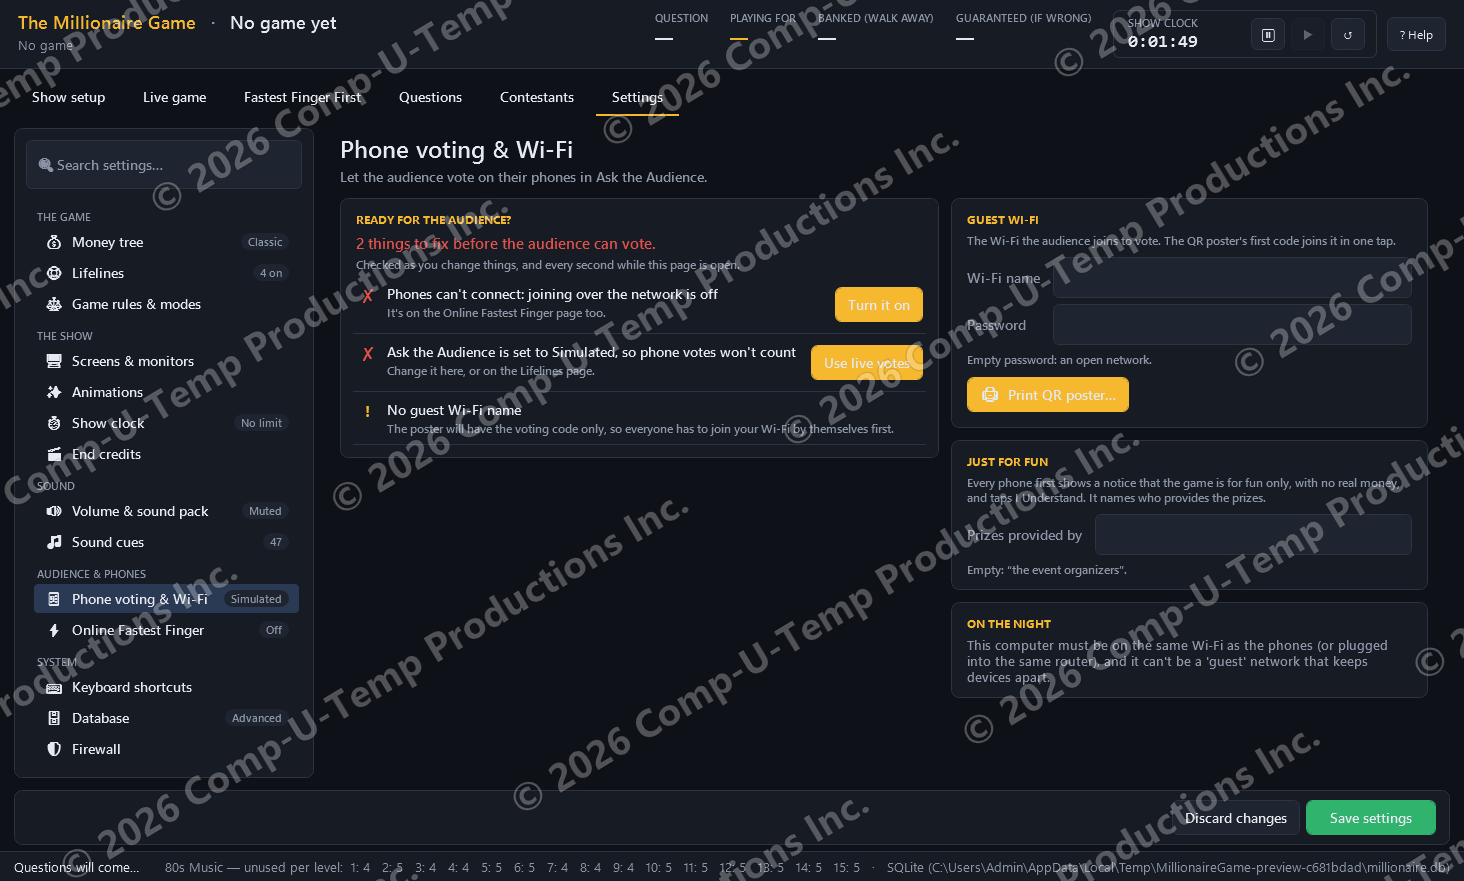 The Millionaire Game · No game yet
No game
QUESTION
—
PLAYING FOR
—
BANKED (WALK AWAY)
—
GUARANTEED (IF WRONG)
—
SHOW CLOCK
0:01:49
? Help
Show setup
Live game
Fastest Finger First
Questions
Contestants
Settings
Search settings...
THE GAME
Money tree Classic
Lifelines 4 on
Game rules & modes
THE SHOW
Screens & monitors
Animations
Show clock No limit
End credits
SOUND
Volume & sound pack Muted
Sound cues 47
AUDIENCE & PHONES
Phone voting & Wi-Fi Simulated
Online Fastest Finger Off
SYSTEM
Keyboard shortcuts
Database Advanced
Firewall
Phone voting & Wi-Fi
Let the audience vote on their phones in Ask the Audience.
READY FOR THE AUDIENCE?
2 things to fix before the audience can vote.
Checked as you change things, and every second while this page is open.
✗ Phones can't connect: joining over the network is off
It's on the Online Fastest Finger page too.
Turn it on
✗ Ask the Audience is set to Simulated, so phone votes won't count
Change it here, or on the Lifelines page.
Use live votes
! No guest Wi-Fi name
The poster will have the voting code only, so everyone has to join your Wi-Fi by themselves first.
GUEST WI-FI
The Wi-Fi the audience joins to vote. The QR poster's first code joins it in one tap.
Wi-Fi name
Password
Empty password: an open network.
Print QR poster...
JUST FOR FUN
Every phone first shows a notice that the game is for fun only, with no real money,
and taps I Understand. It names who provides the prizes.
Prizes provided by
Empty: “the event organizers”.
ON THE NIGHT
This computer must be on the same Wi-Fi as the phones (or plugged
into the same router), and it can't be a 'guest' network that keeps
devices apart.
Discard changes
Save settings
Questions will come... 80s Music — unused per level: 1: 4 2: 5 3: 4 4: 4 5: 5 6: 5 7: 4 8: 4 9: 4 10: 5 11: 5 12: 5 13: 5 14: 5 15: 5 · SQLite (C:\Users\Admin\AppData\Local\Temp\MillionaireGame-preview-c681bdad\millionaire.db)
© 2026 Comp-U-Temp Productions Inc.